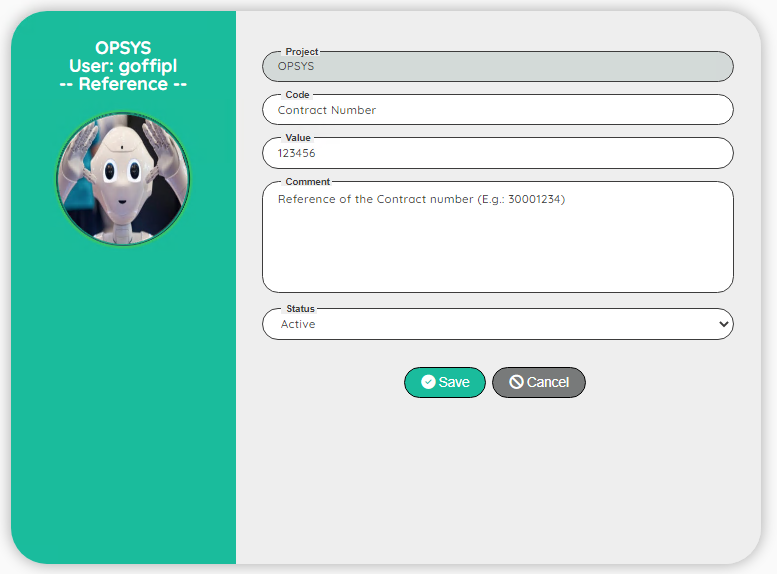 OPSYS
User: goffipl
-- Reference --
Project
OPSYS
Code
Contract Number
Value
123456
Comment
Reference of the Contract number (E.g.: 30001234)
Status
Active
Save
Cancel